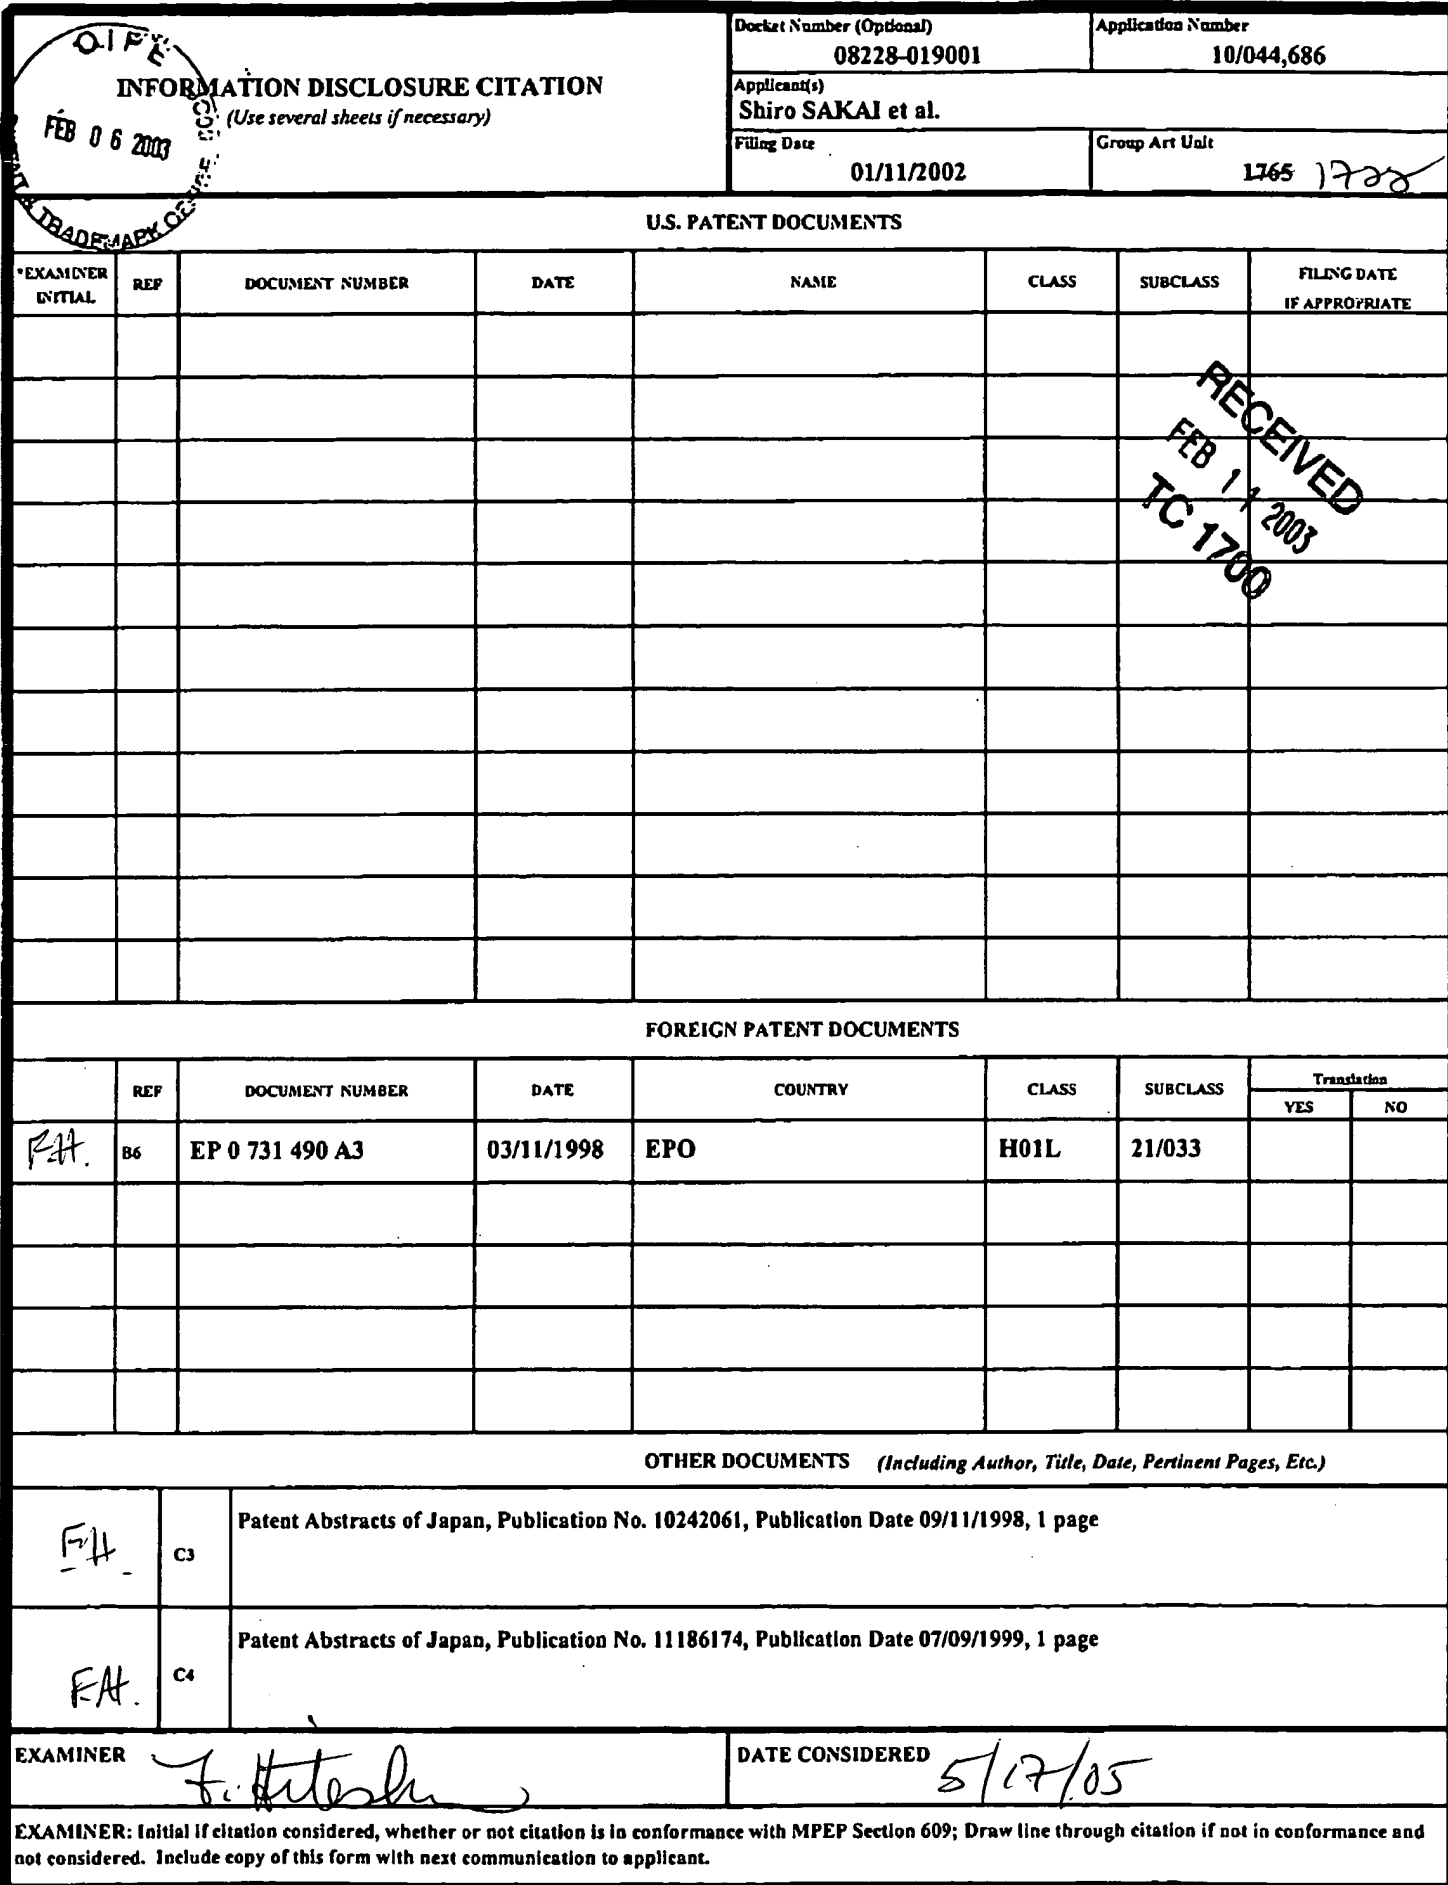 OIPE
FEB 06 2003
& TRADEMARK
INFORMATION DISCLOSURE CITATION
(Use several sheets if necessary)
Docket Number (Optional)
08228-019001
Application Number
10/044,686
Applicant(s)
Shiro SAKAI et al.
Filing Date
01/11/2002
Group Art Unit
1765 1722
U.S. PATENT DOCUMENTS
*EXAMINER INITIAL REF DOCUMENT NUMBER DATE NAME CLASS SUBCLASS FILING DATE IF APPROPRIATE
RECEIVED
FEB 11 2003
TC 1700
FOREIGN PATENT DOCUMENTS
REF DOCUMENT NUMBER DATE COUNTRY CLASS SUBCLASS Translation
YES NO
F.H. B6 EP 0 731 490 A3 03/11/1998 EPO H01L 21/033
OTHER DOCUMENTS (Including Author, Title, Date, Pertinent Pages, Etc.)
F.H. C3 Patent Abstracts of Japan, Publication No. 10242061, Publication Date 09/11/1998, 1 page
F.H. C4 Patent Abstracts of Japan, Publication No. 11186174, Publication Date 07/09/1999, 1 page
EXAMINER
DATE CONSIDERED 5/17/05
EXAMINER: Initial if citation considered, whether or not citation is in conformance with MPEP Section 609; Draw line through citation if not in conformance and
not considered. Include copy of this form with next communication to applicant.